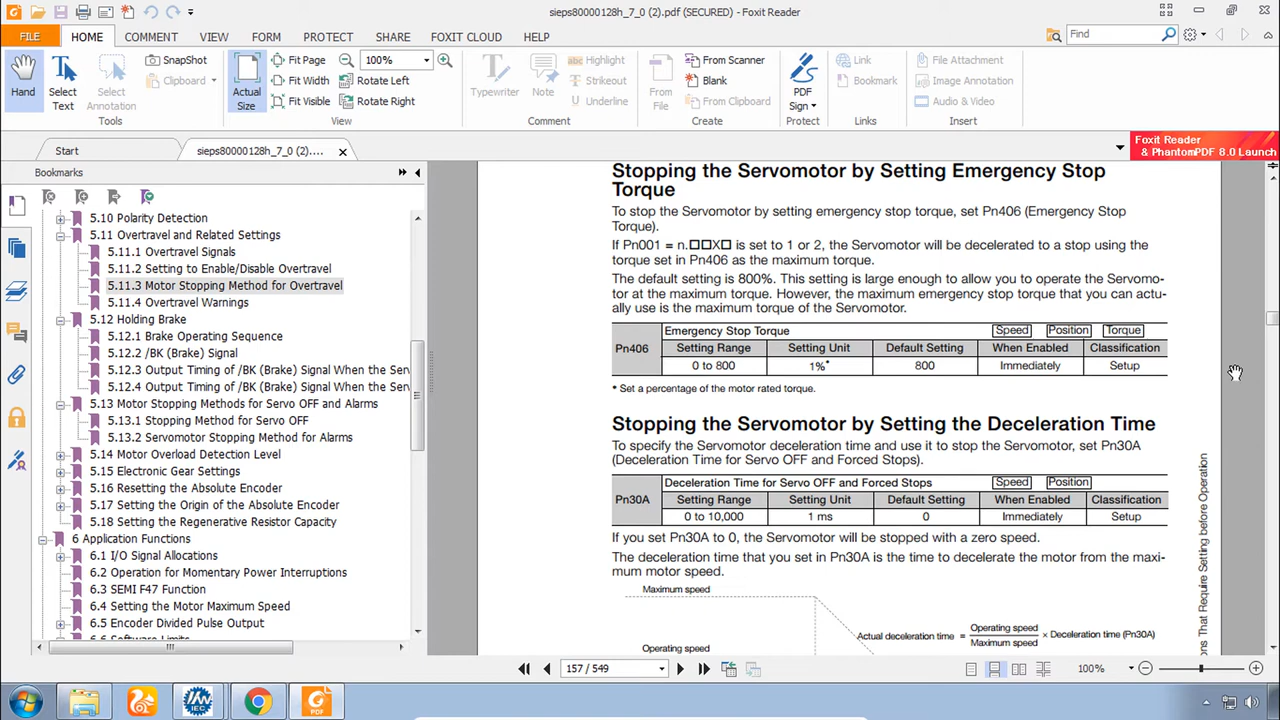 sieps80000128h_7_0 (2).pdf (SECURED) - Foxit Reader
FILE HOME COMMENT VIEW FORM PROTECT SHARE FOXIT CLOUD HELP Find
Hand
Select Text
Select Annotation
SnapShot
Clipboard
Tools
Actual Size
Fit Page
Fit Width
Fit Visible
100%
Rotate Left
Rotate Right
View
Typewriter
Note
Highlight
Strikeout
Underline
Comment
From File
From Scanner
Blank
From Clipboard
Create
PDF Sign
Protect
Link
Bookmark
Links
File Attachment
Image Annotation
Audio & Video
Insert
Start
sieps80000128h_7_0 (2)....
Foxit Reader
& PhantomPDF 8.0 Launch
Bookmarks
5.10 Polarity Detection
5.11 Overtravel and Related Settings
5.11.1 Overtravel Signals
5.11.2 Setting to Enable/Disable Overtravel
5.11.3 Motor Stopping Method for Overtravel
5.11.4 Overtravel Warnings
5.12 Holding Brake
5.12.1 Brake Operating Sequence
5.12.2 /BK (Brake) Signal
5.12.3 Output Timing of /BK (Brake) Signal When the Ser
5.12.4 Output Timing of /BK (Brake) Signal When the Ser
5.13 Motor Stopping Methods for Servo OFF and Alarms
5.13.1 Stopping Method for Servo OFF
5.13.2 Servomotor Stopping Method for Alarms
5.14 Motor Overload Detection Level
5.15 Electronic Gear Settings
5.16 Resetting the Absolute Encoder
5.17 Setting the Origin of the Absolute Encoder
5.18 Setting the Regenerative Resistor Capacity
6 Application Functions
6.1 I/O Signal Allocations
6.2 Operation for Momentary Power Interruptions
6.3 SEMI F47 Function
6.4 Setting the Motor Maximum Speed
6.5 Encoder Divided Pulse Output
6.6 Software Limits
Stopping the Servomotor by Setting Emergency Stop
Torque
To stop the Servomotor by setting emergency stop torque, set Pn406 (Emergency Stop
Torque).
If Pn001 = n.□□X□ is set to 1 or 2, the Servomotor will be decelerated to a stop using the
torque set in Pn406 as the maximum torque.
The default setting is 800%. This setting is large enough to allow you to operate the Servomo-
tor at the maximum torque. However, the maximum emergency stop torque that you can actu-
ally use is the maximum torque of the Servomotor.
Pn406
Emergency Stop Torque Speed Position Torque
Setting Range Setting Unit Default Setting When Enabled Classification
0 to 800 1%* 800 Immediately Setup
* Set a percentage of the motor rated torque.
Stopping the Servomotor by Setting the Deceleration Time
To specify the Servomotor deceleration time and use it to stop the Servomotor, set Pn30A
(Deceleration Time for Servo OFF and Forced Stops).
Pn30A
Deceleration Time for Servo OFF and Forced Stops Speed Position
Setting Range Setting Unit Default Setting When Enabled Classification
0 to 10,000 1 ms 0 Immediately Setup
If you set Pn30A to 0, the Servomotor will be stopped with a zero speed.
The deceleration time that you set in Pn30A is the time to decelerate the motor from the maxi-
mum motor speed.
Maximum speed
Operating speed
Actual deceleration time = Operating speed / Maximum speed × Deceleration time (Pn30A)
ons That Require Setting before Operation
157 / 549
100%
IEC
PDF